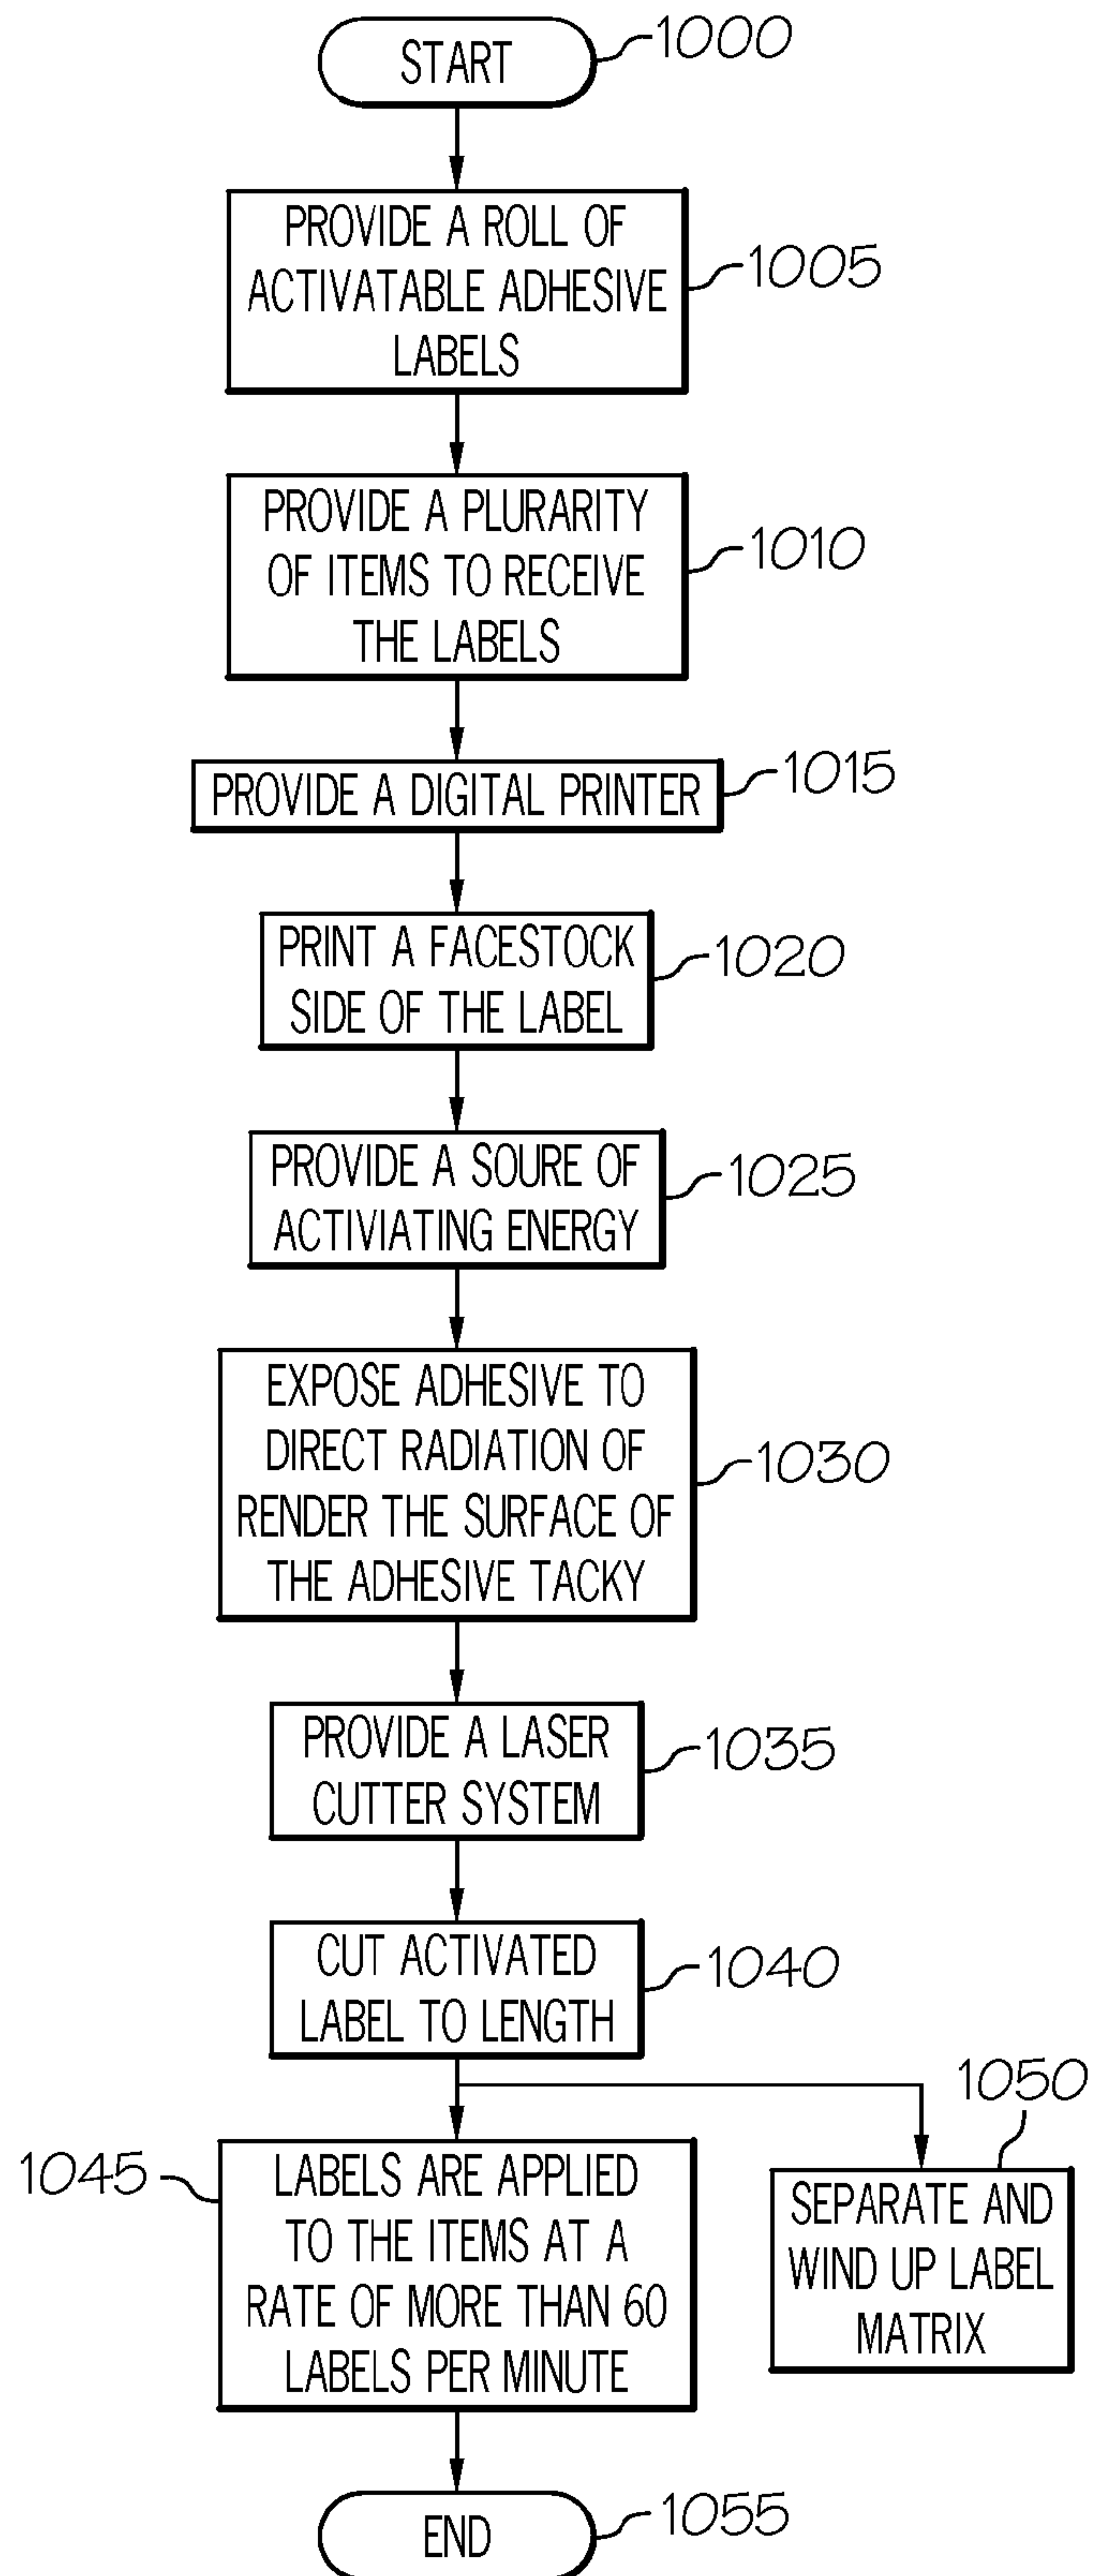 START
1000
PROVIDE A ROLL OF
ACTIVATABLE ADHESIVE
LABELS
1005
PROVIDE A PLURARITY
OF ITEMS TO RECEIVE
THE LABELS
1010
PROVIDE A DIGITAL PRINTER
1015
PRINT A FACESTOCK
SIDE OF THE LABEL
1020
PROVIDE A SOURE OF
ACTIVIATING ENERGY
1025
EXPOSE ADHESIVE TO
DIRECT RADIATION OF
RENDER THE SURFACE OF
THE ADHESIVE TACKY
1030
PROVIDE A LASER
CUTTER SYSTEM
1035
CUT ACTIVATED
LABEL TO LENGTH
1040
1045
LABELS ARE APPLIED
TO THE ITEMS AT A
RATE OF MORE THAN 60
LABELS PER MINUTE
1050
SEPARATE AND
WIND UP LABEL
MATRIX
END
1055